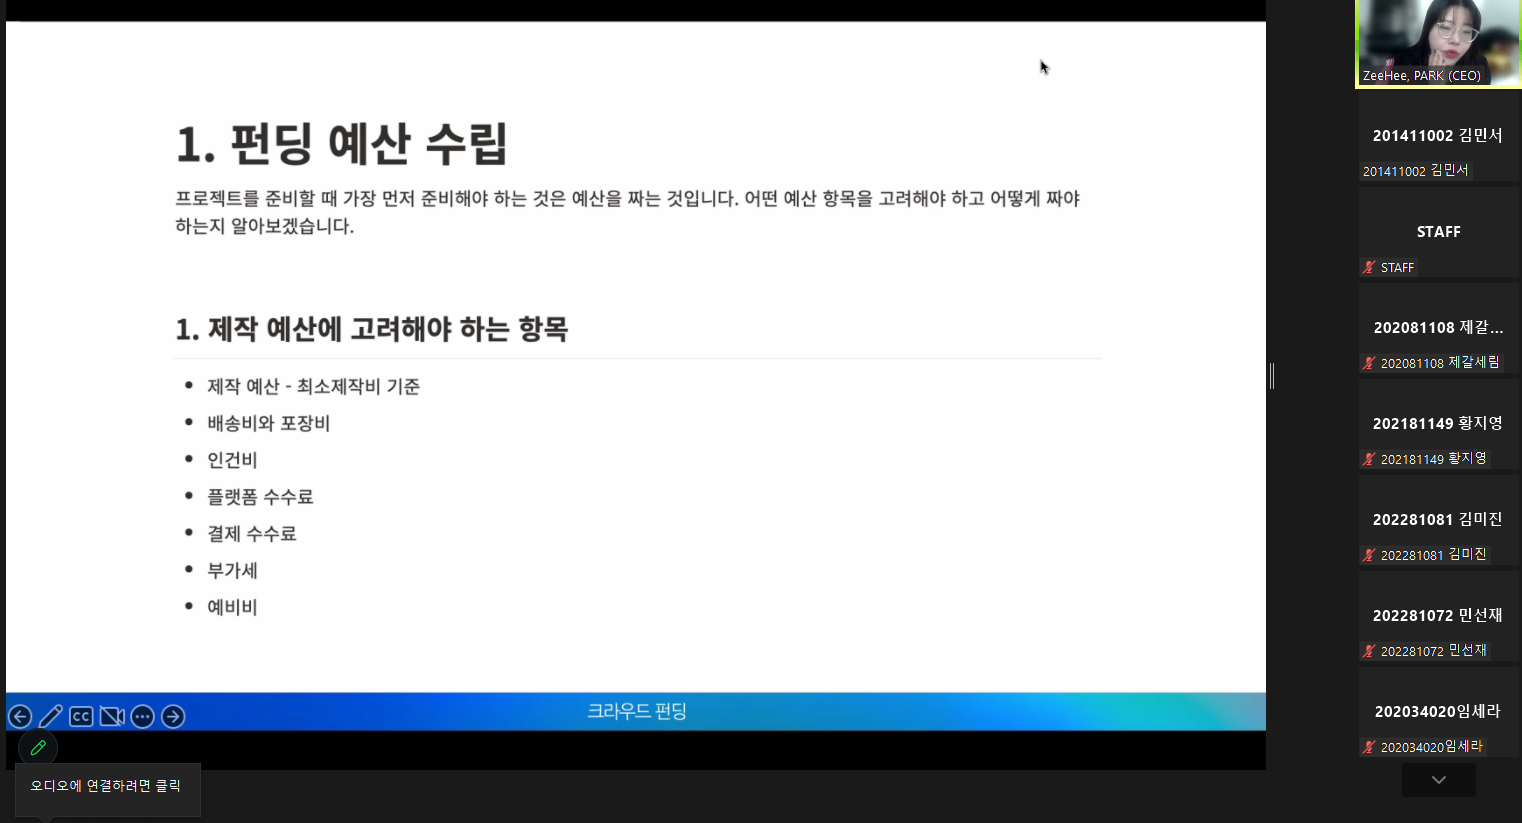 1. 펀딩 예산 수립
프로젝트를 준비할 때 가장 먼저 준비해야 하는 것은 예산을 짜는 것입니다. 어떤 예산 항목을 고려해야 하고 어떻게 짜야
하는지 알아보겠습니다.
1. 제작 예산에 고려해야 하는 항목
• 제작 예산 - 최소제작비 기준
• 배송비와 포장비
• 인건비
• 플랫폼 수수료
• 결제 수수료
• 부가세
• 예비비
CC
크라우드 펀딩
오디오에 연결하려면 클릭
ZeeHee, PARK (CEO)
201411002 김민서
201411002 김민서
STAFF
STAFF
202081108 제갈...
202081108 제갈세림
202181149 황지영
202181149 황지영
202281081 김미진
202281081 김미진
202281072 민선재
202281072 민선재
202034020임세라
202034020임세라